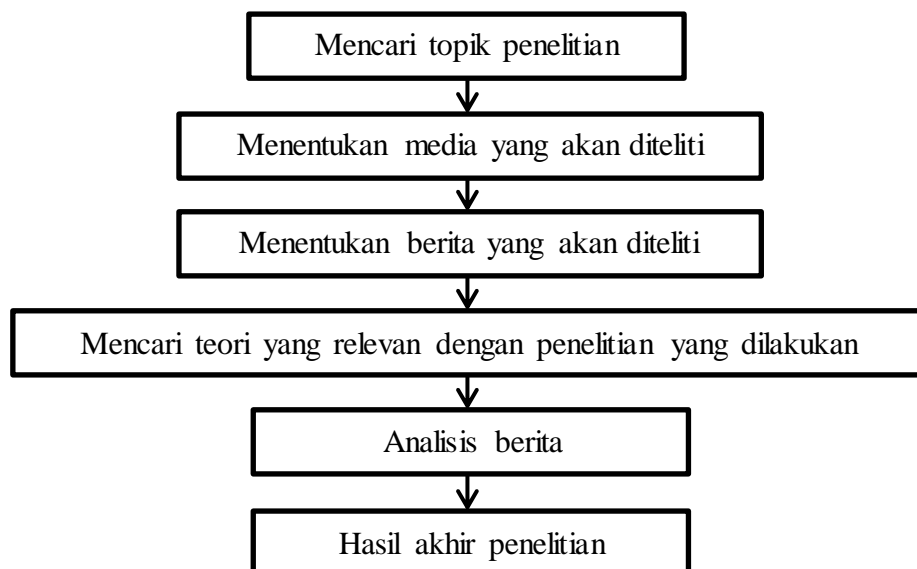 Mencari topik penelitian
Menentukan media yang akan diteliti
Menentukan berita yang akan diteliti
Mencari teori yang relevan dengan penelitian yang dilakukan
Analisis berita
Hasil akhir penelitian